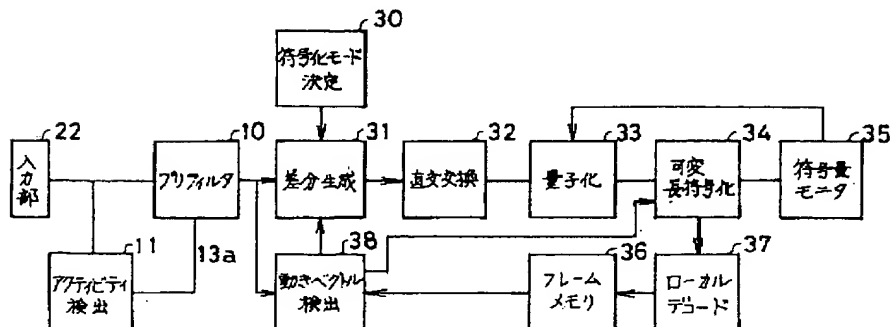 30
符号化モード
決定
22
入力部
10
プリフィルタ
31
差分生成
32
直交変換
33
量子化
34
可変
長符号化
35
符号量
モニタ
11
アクティビティ
検出
13a
38
動きベクトル
検出
36
フレーム
メモリ
37
ローカル
デコード